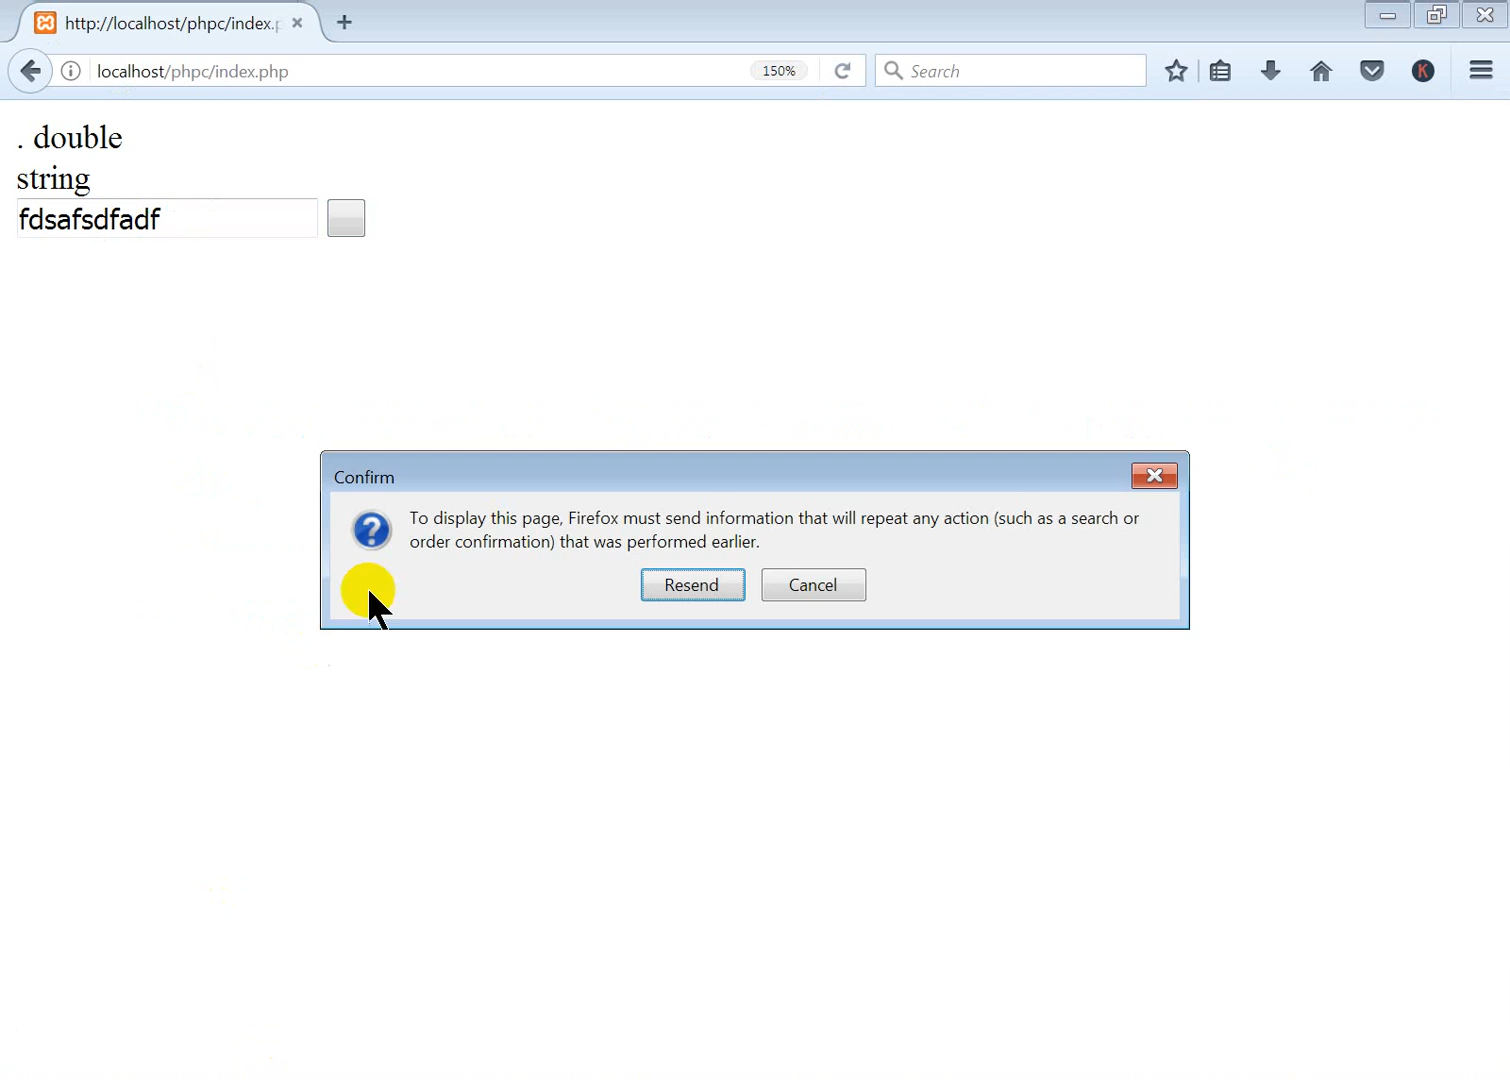 http://localhost/phpc/index.p
localhost/phpc/index.php
150%
Search
K
. double
string
fdsafsdfadf
Confirm
To display this page, Firefox must send information that will repeat any action (such as a search or
order confirmation) that was performed earlier.
Resend
Cancel